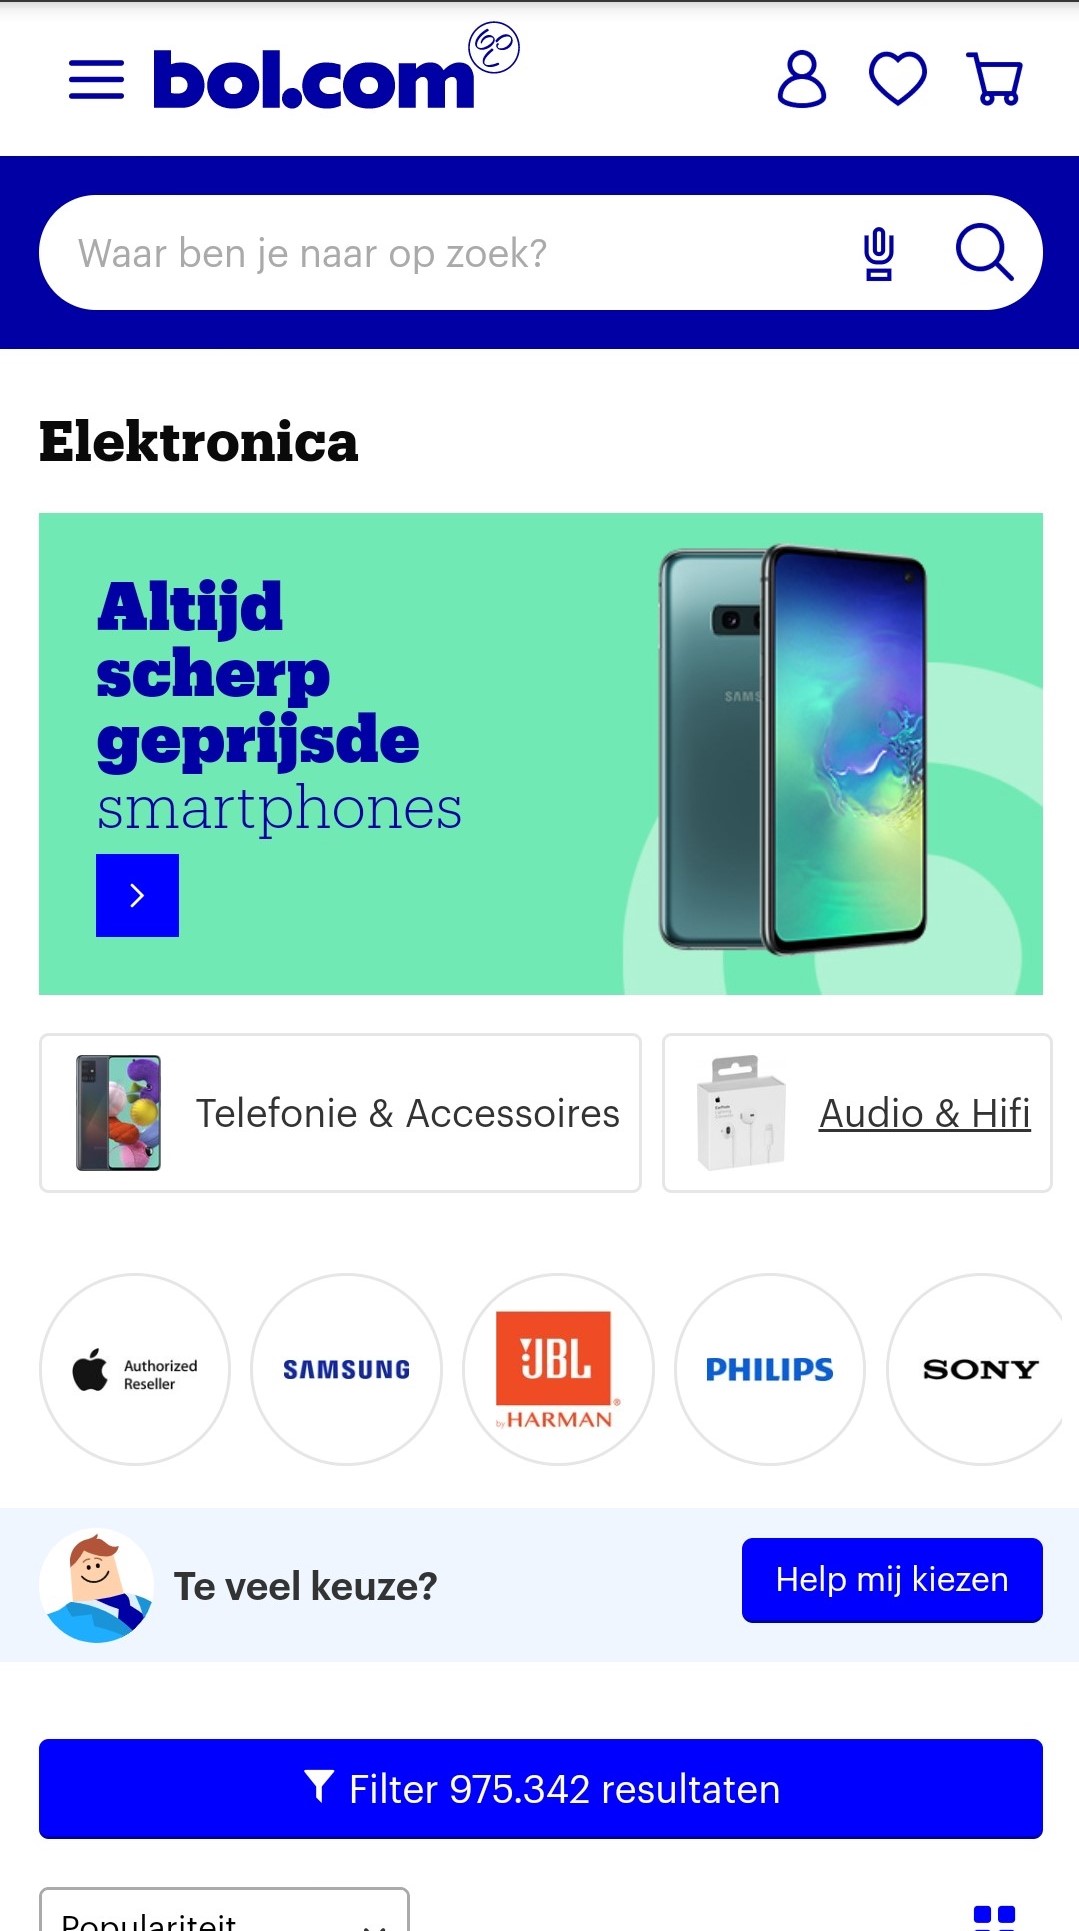 bol.com
Waar ben je naar op zoek?
Elektronica
Altijd
scherp
geprijsde
smartphones
SAMS
Telefonie & Accessoires
Audio & Hifi
Authorized
Reseller
SAMSUNG
JBL
by HARMAN
PHILIPS
SONY
Te veel keuze?
Help mij kiezen
Filter 975.342 resultaten
Populariteit